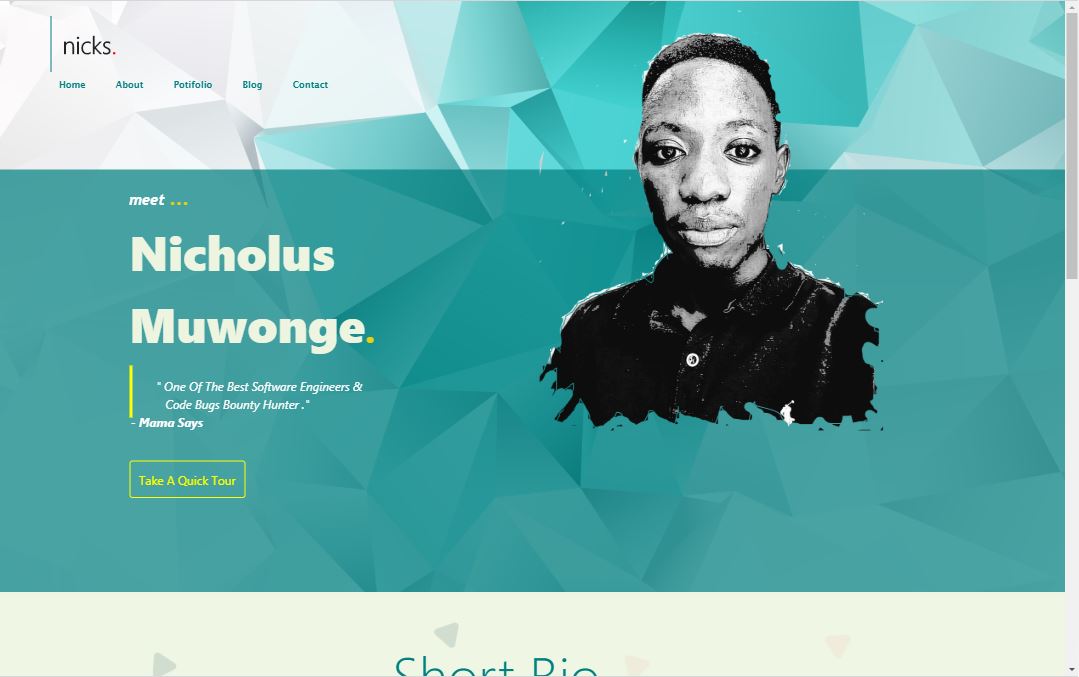 nicks.
Home About Potifolio Blog Contact
meet ...
Nicholus
Muwonge.
" One Of The Best Software Engineers &
Code Bugs Bounty Hunter ."
- Mama Says
Take A Quick Tour
Short Bio